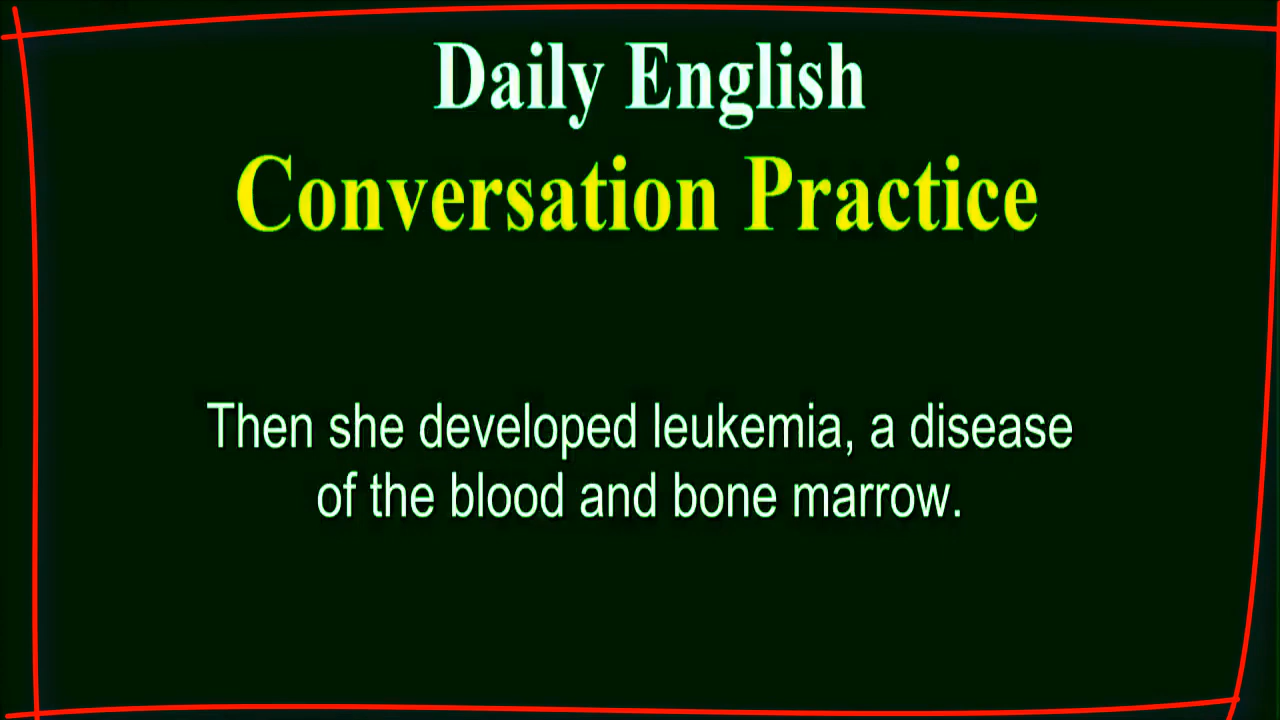 Daily English
Conversation Practice
Then she developed leukemia, a disease
of the blood and bone marrow.